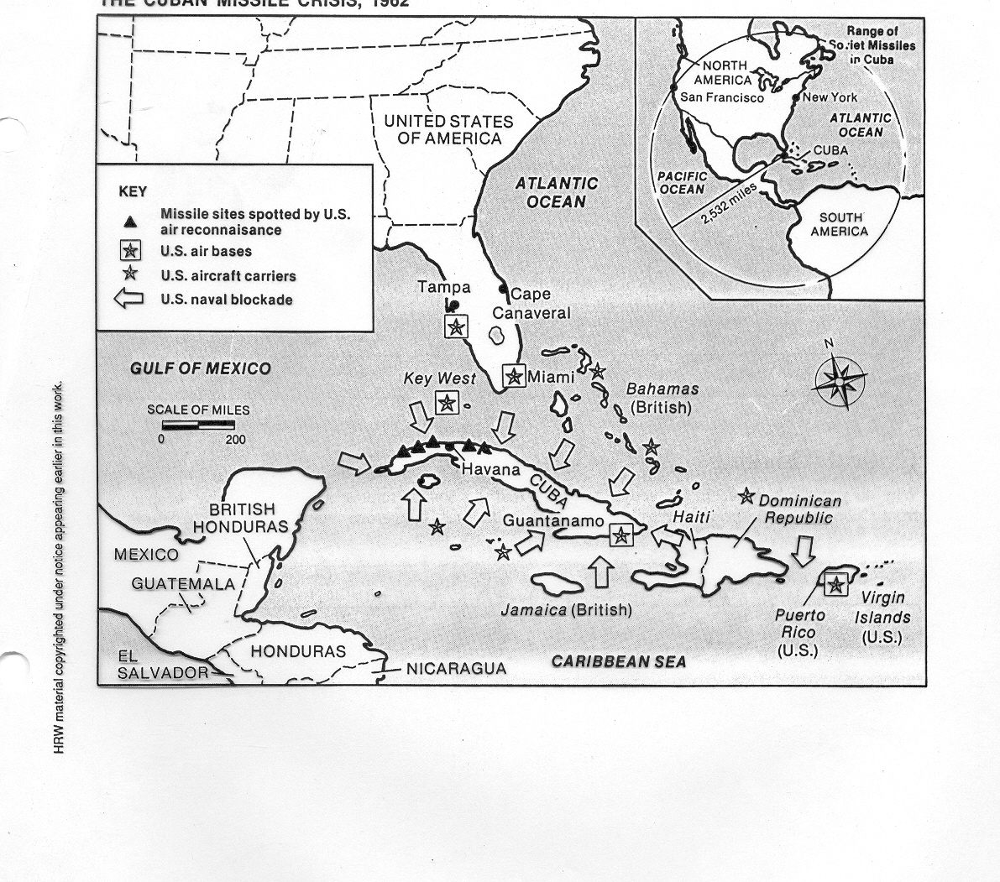 THE CUBAN MISSILE CRISIS, 1962
Range of
Soviet Missiles
in Cuba
NORTH
AMERICA
San Francisco
New York
ATLANTIC
OCEAN
CUBA
PACIFIC
OCEAN
2,532 miles
SOUTH
AMERICA
UNITED STATES
OF AMERICA
ATLANTIC
OCEAN
KEY
Missile sites spotted by U.S.
air reconnaisance
U.S. air bases
U.S. aircraft carriers
U.S. naval blockade
Tampa
Cape
Canaveral
GULF OF MEXICO
Key West
Miami
Bahamas
(British)
N
SCALE OF MILES
0 200
Havana
CUBA
Guantanamo
Haiti
Dominican
Republic
BRITISH
HONDURAS
MEXICO
GUATEMALA
Jamaica (British)
Puerto
Rico
(U.S.)
Virgin
Islands
(U.S.)
EL
SALVADOR
HONDURAS
NICARAGUA
CARIBBEAN SEA
HRW material copyrighted under notice appearing earlier in this work.